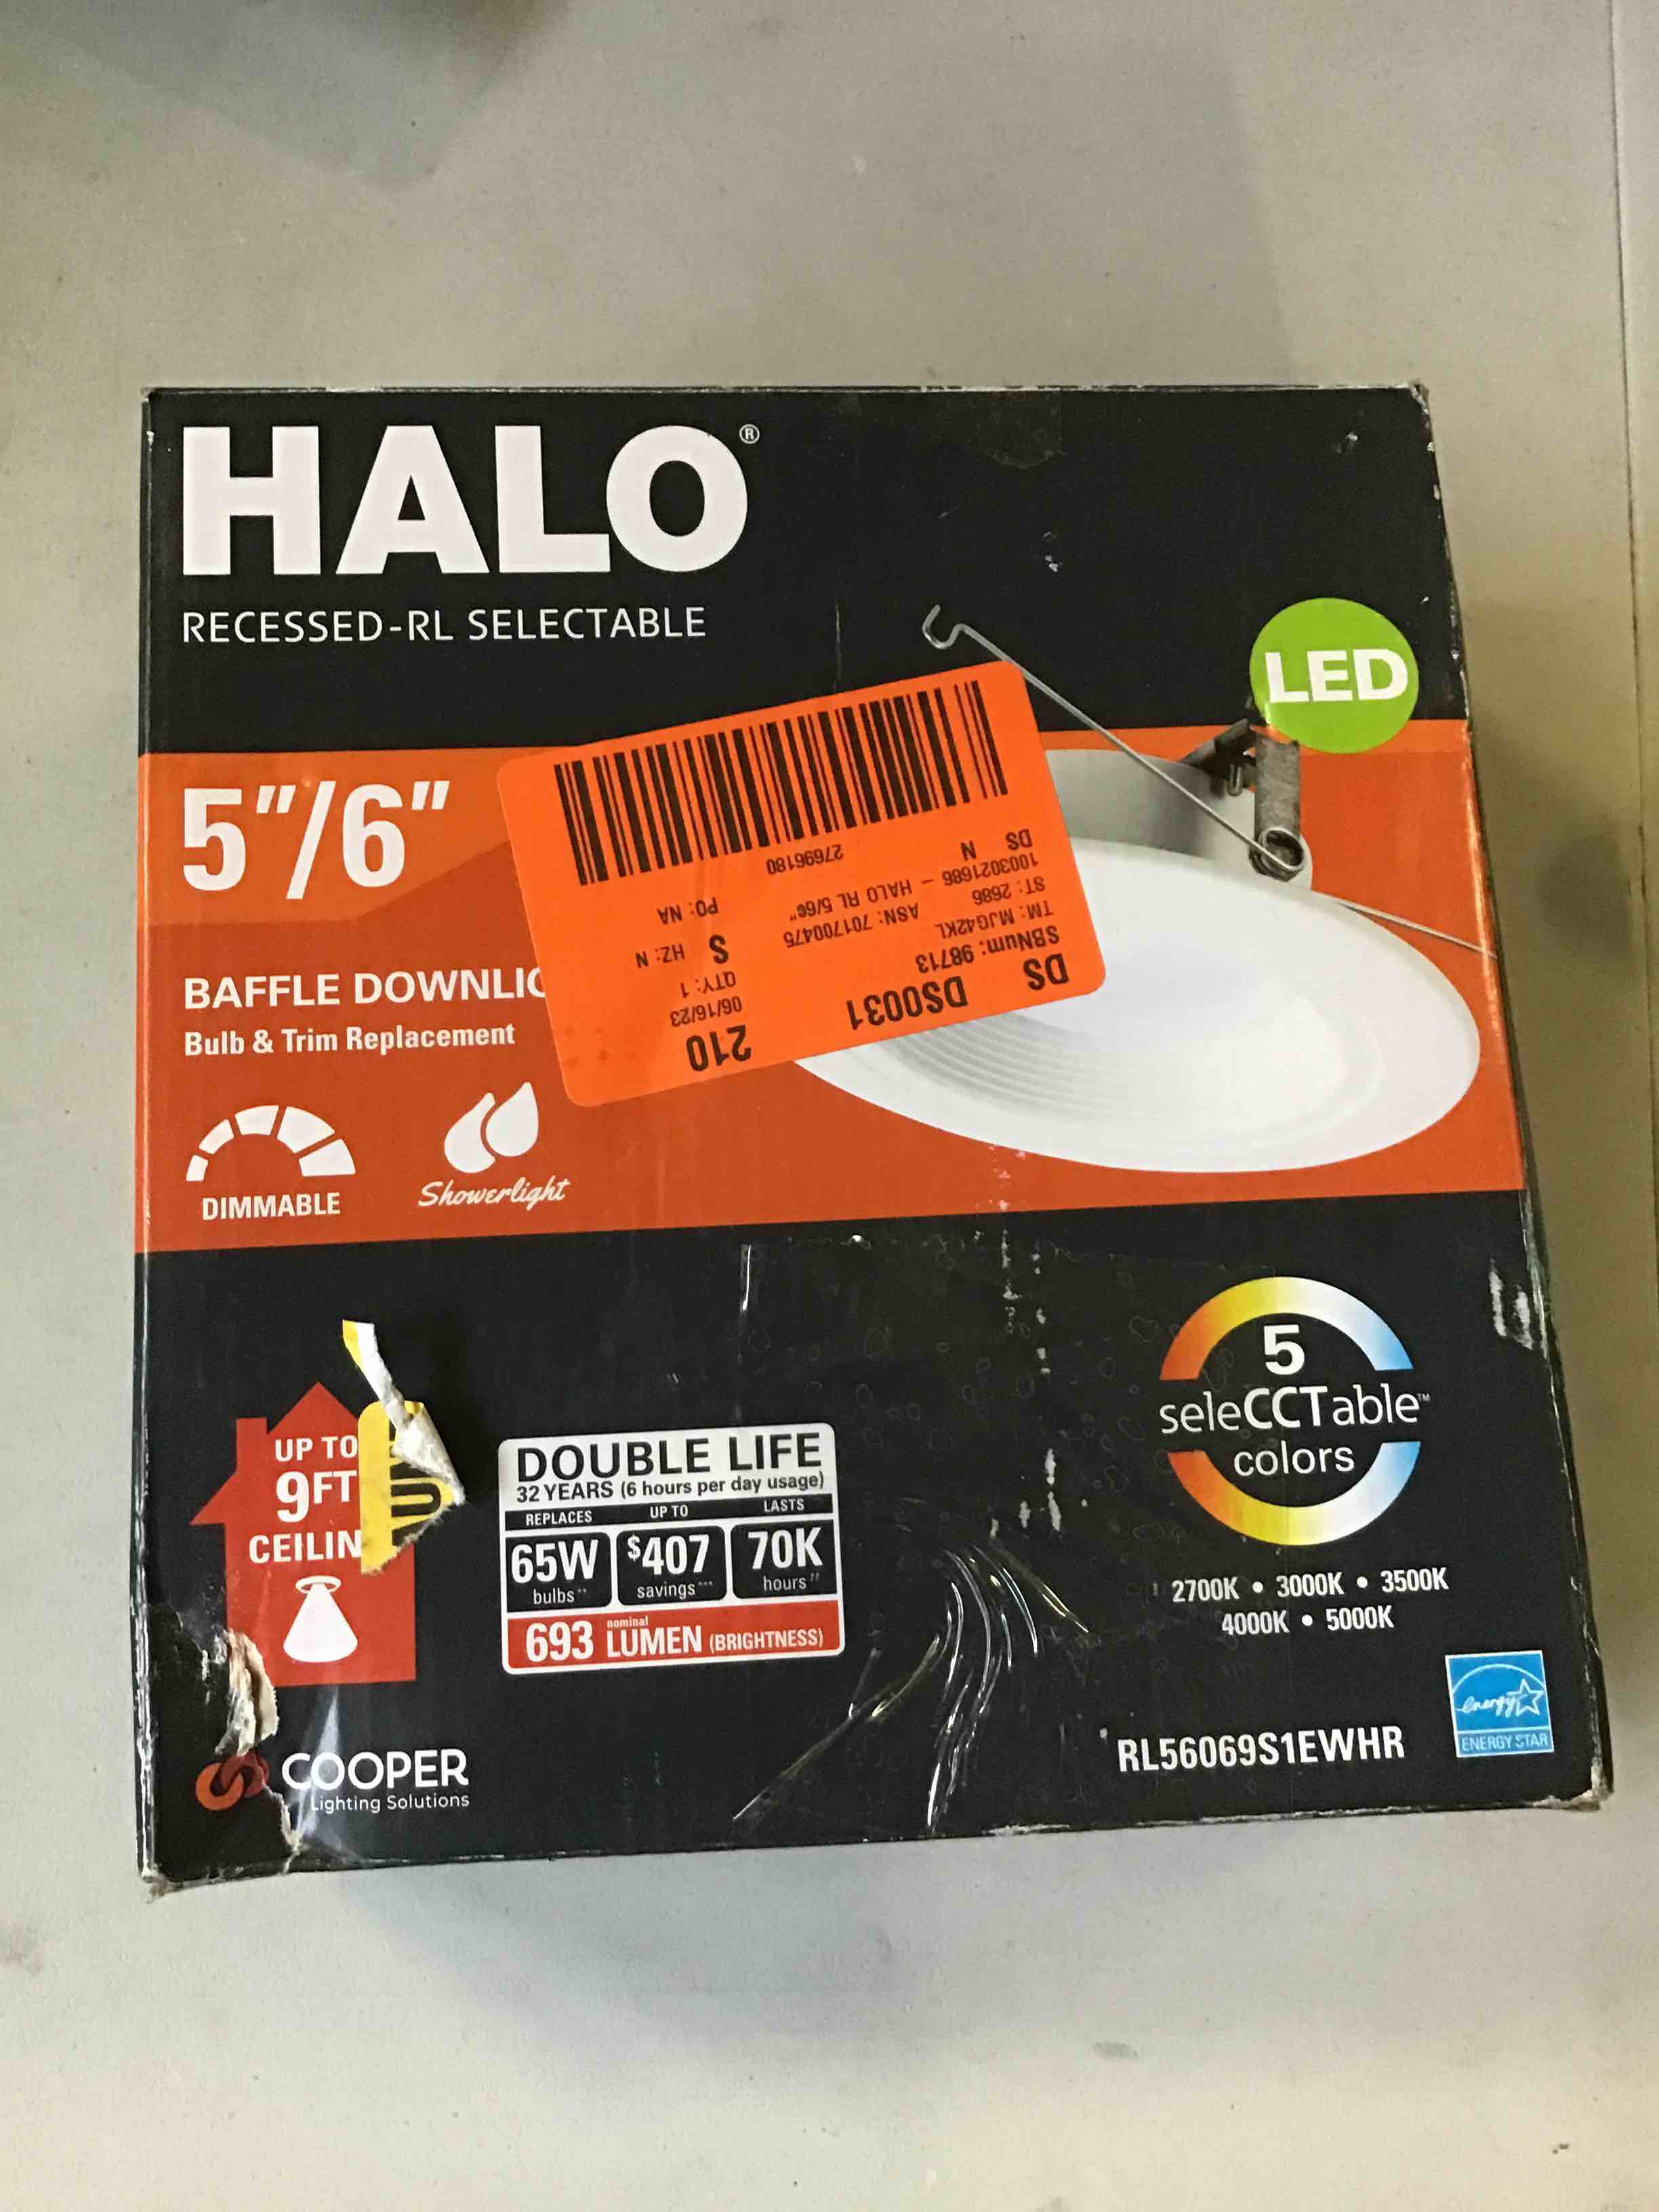 HALO®
RECESSED-RL SELECTABLE
LED
5"/6"
BAFFLE DOWNLIG
Bulb & Trim Replacement
DIMMABLE
Showerlight
DS DS0031 210
SBNum: 98713 06/16/23
TM: MJG42KL QTY: 1
ST: 2686 ASN: 701700475 S HZ: N
1003021686 - HALO RL 5/6¢" PO: NA
DS N
27696180
UP TO
9FT
CEILIN
DOUBLE LIFE
32 YEARS (6 hours per day usage)
REPLACES UP TO LASTS
65W $407 70K
bulbs** savings*** hours††
693 nominal LUMEN (BRIGHTNESS)
5
seleCCTable™
colors
2700K • 3000K • 3500K
4000K • 5000K
energy
ENERGY STAR
RL56069S1EWHR
COOPER
Lighting Solutions